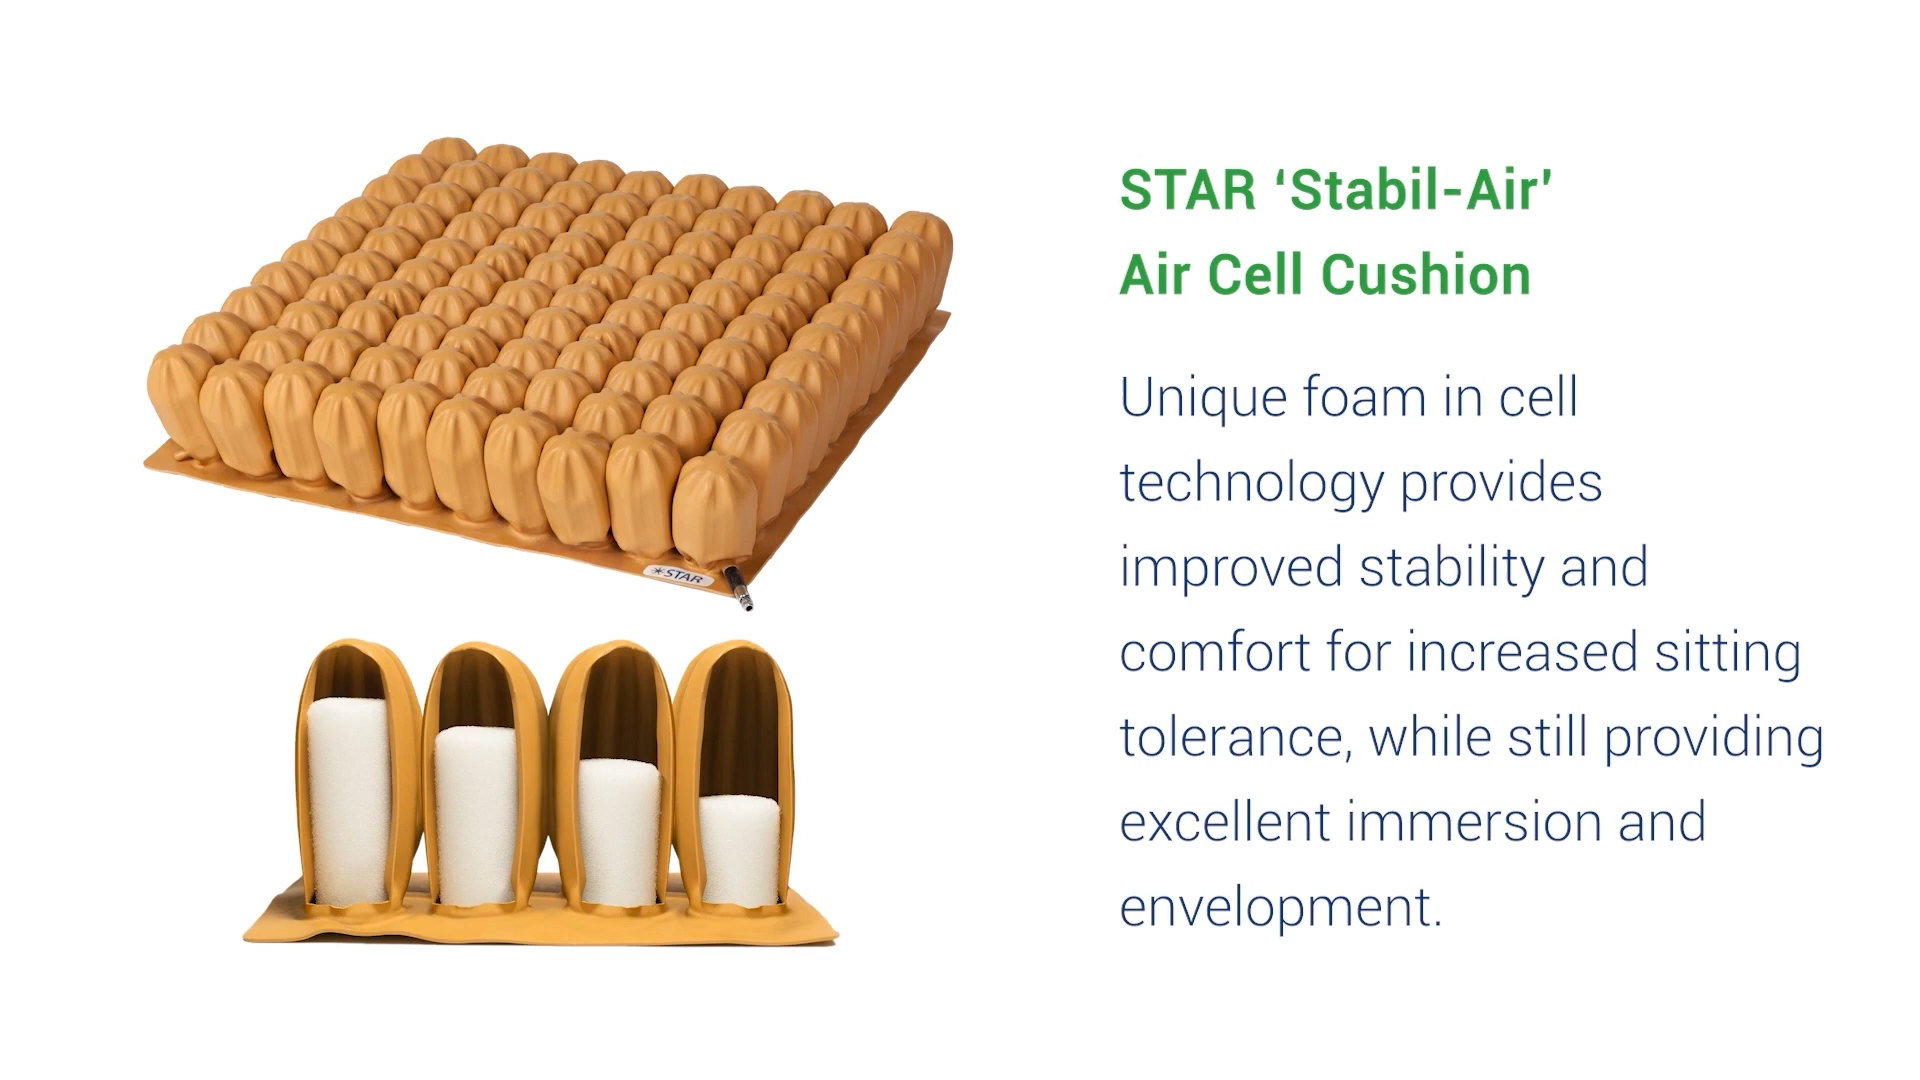 STAR ‘Stabil-Air’
Air Cell Cushion
Unique foam in cell
technology provides
improved stability and
comfort for increased sitting
tolerance, while still providing
excellent immersion and
envelopment.
STAR